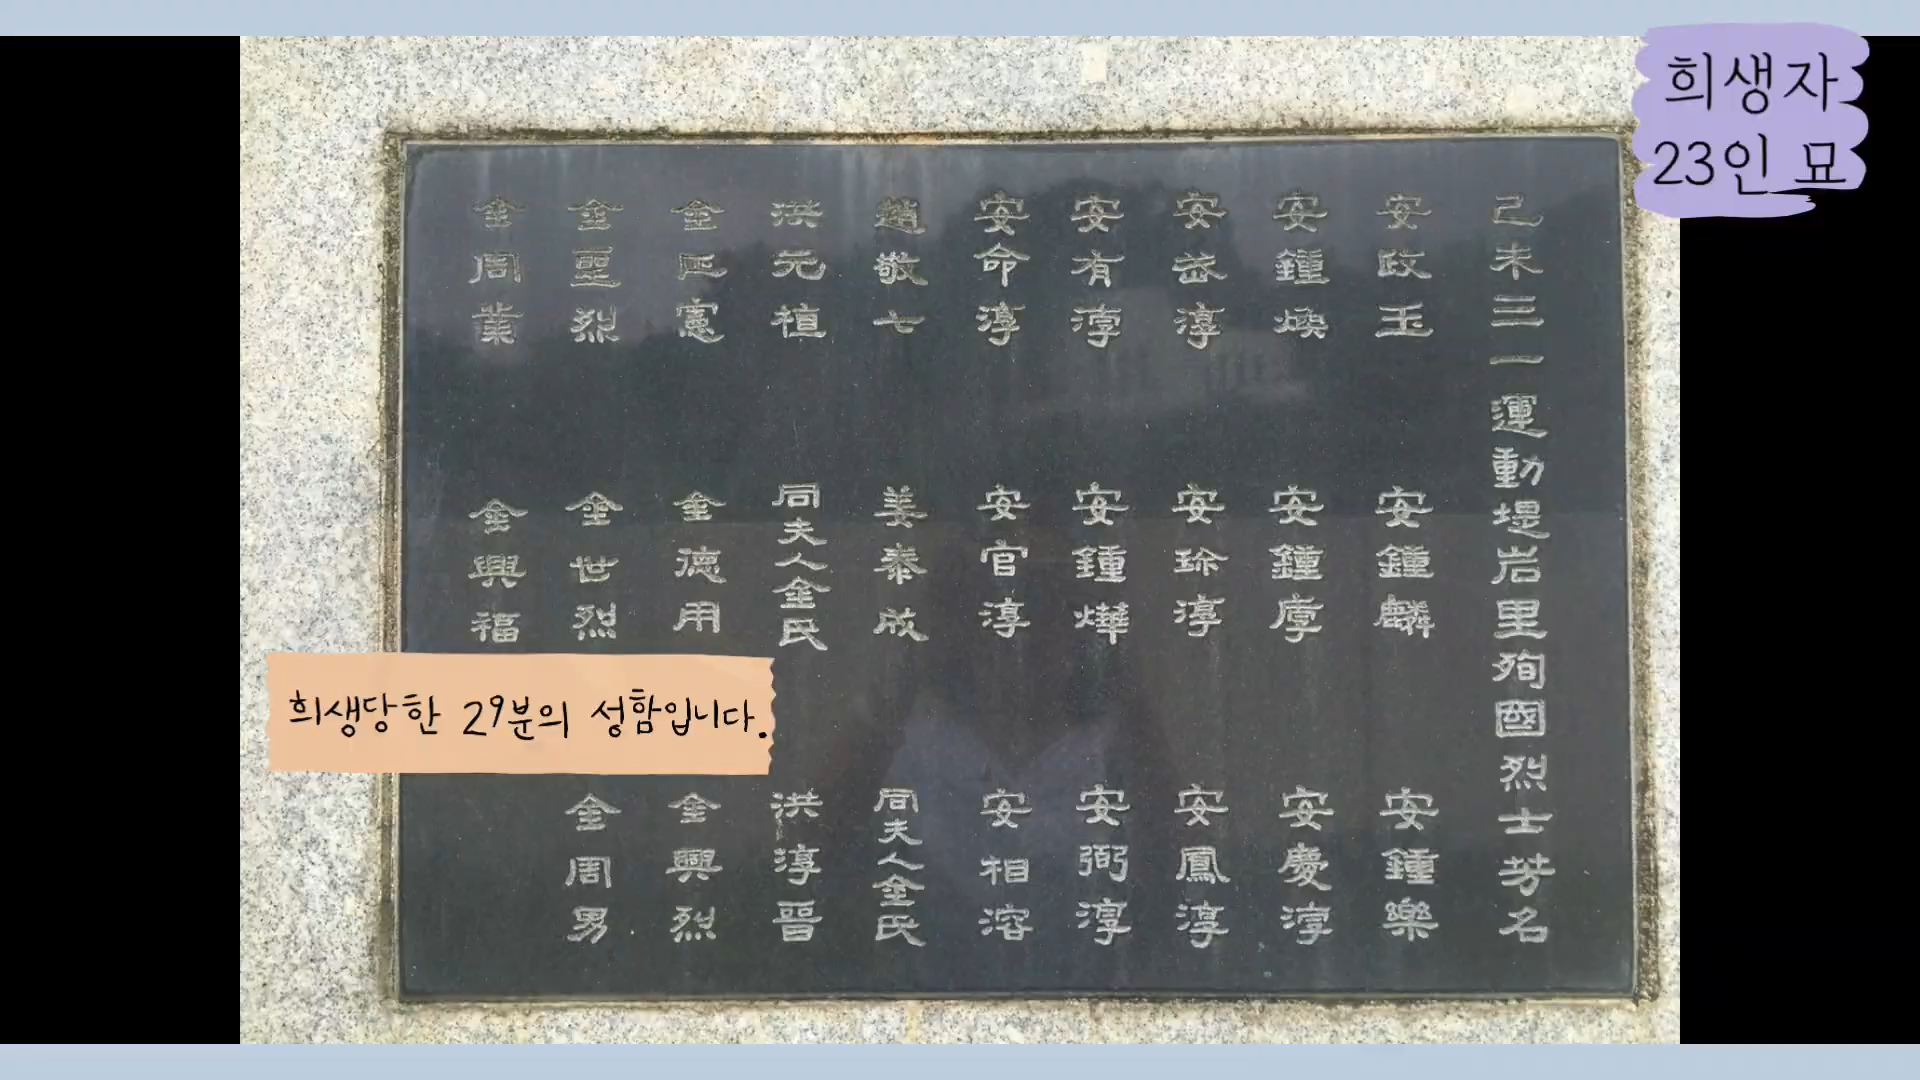 희생자
23인 묘
己未三一運動堤岩里殉國烈士芳名
安政玉
安鍾麟
安鍾樂
安鍾煥
安鍾厚
安慶淳
安武淳
安珍淳
安鳳淳
安有淳
安鍾燁
安弼淳
安命淳
安官淳
安相溶
趙敬七
姜泰成
同夫人金氏
洪元植
同夫人金氏
洪淳晉
金正憲
金德用
金興烈
金聖烈
金世烈
金周男
金周業
金興福
희생당한 29분의 성함입니다.